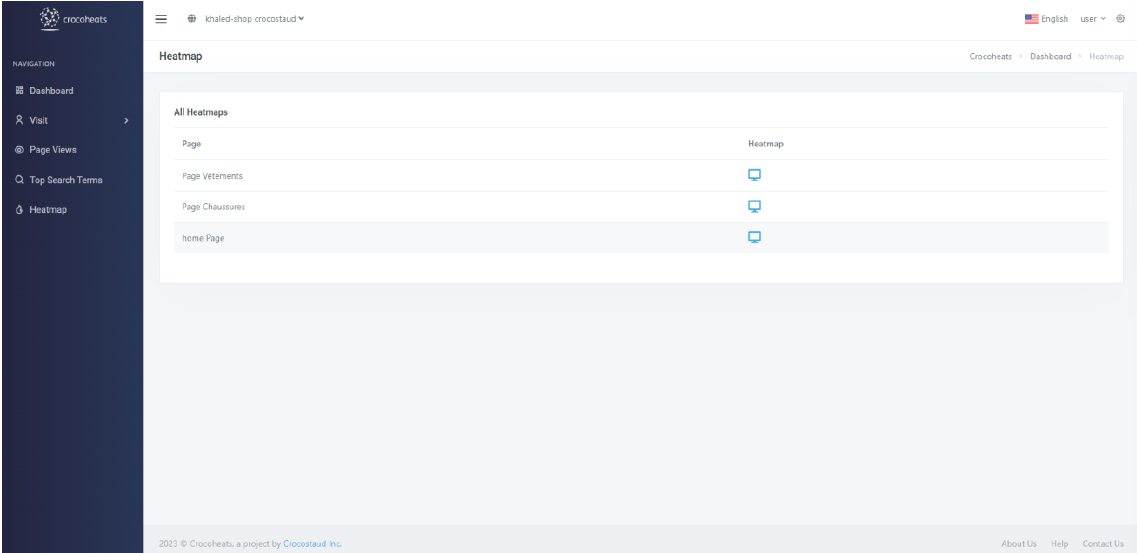 crocoheats
khaled-shop crocostaud
English user
Heatmap
Crocoheats > Dashboard > Heatmap
NAVIGATION
Dashboard
Visit
Page Views
Top Search Terms
Heatmap
All Heatmaps
Page Heatmap
Page Vêtements
Page Chaussures
home Page
2023 © Crocoheats, a project by Crocostaud Inc.
About Us Help Contact Us